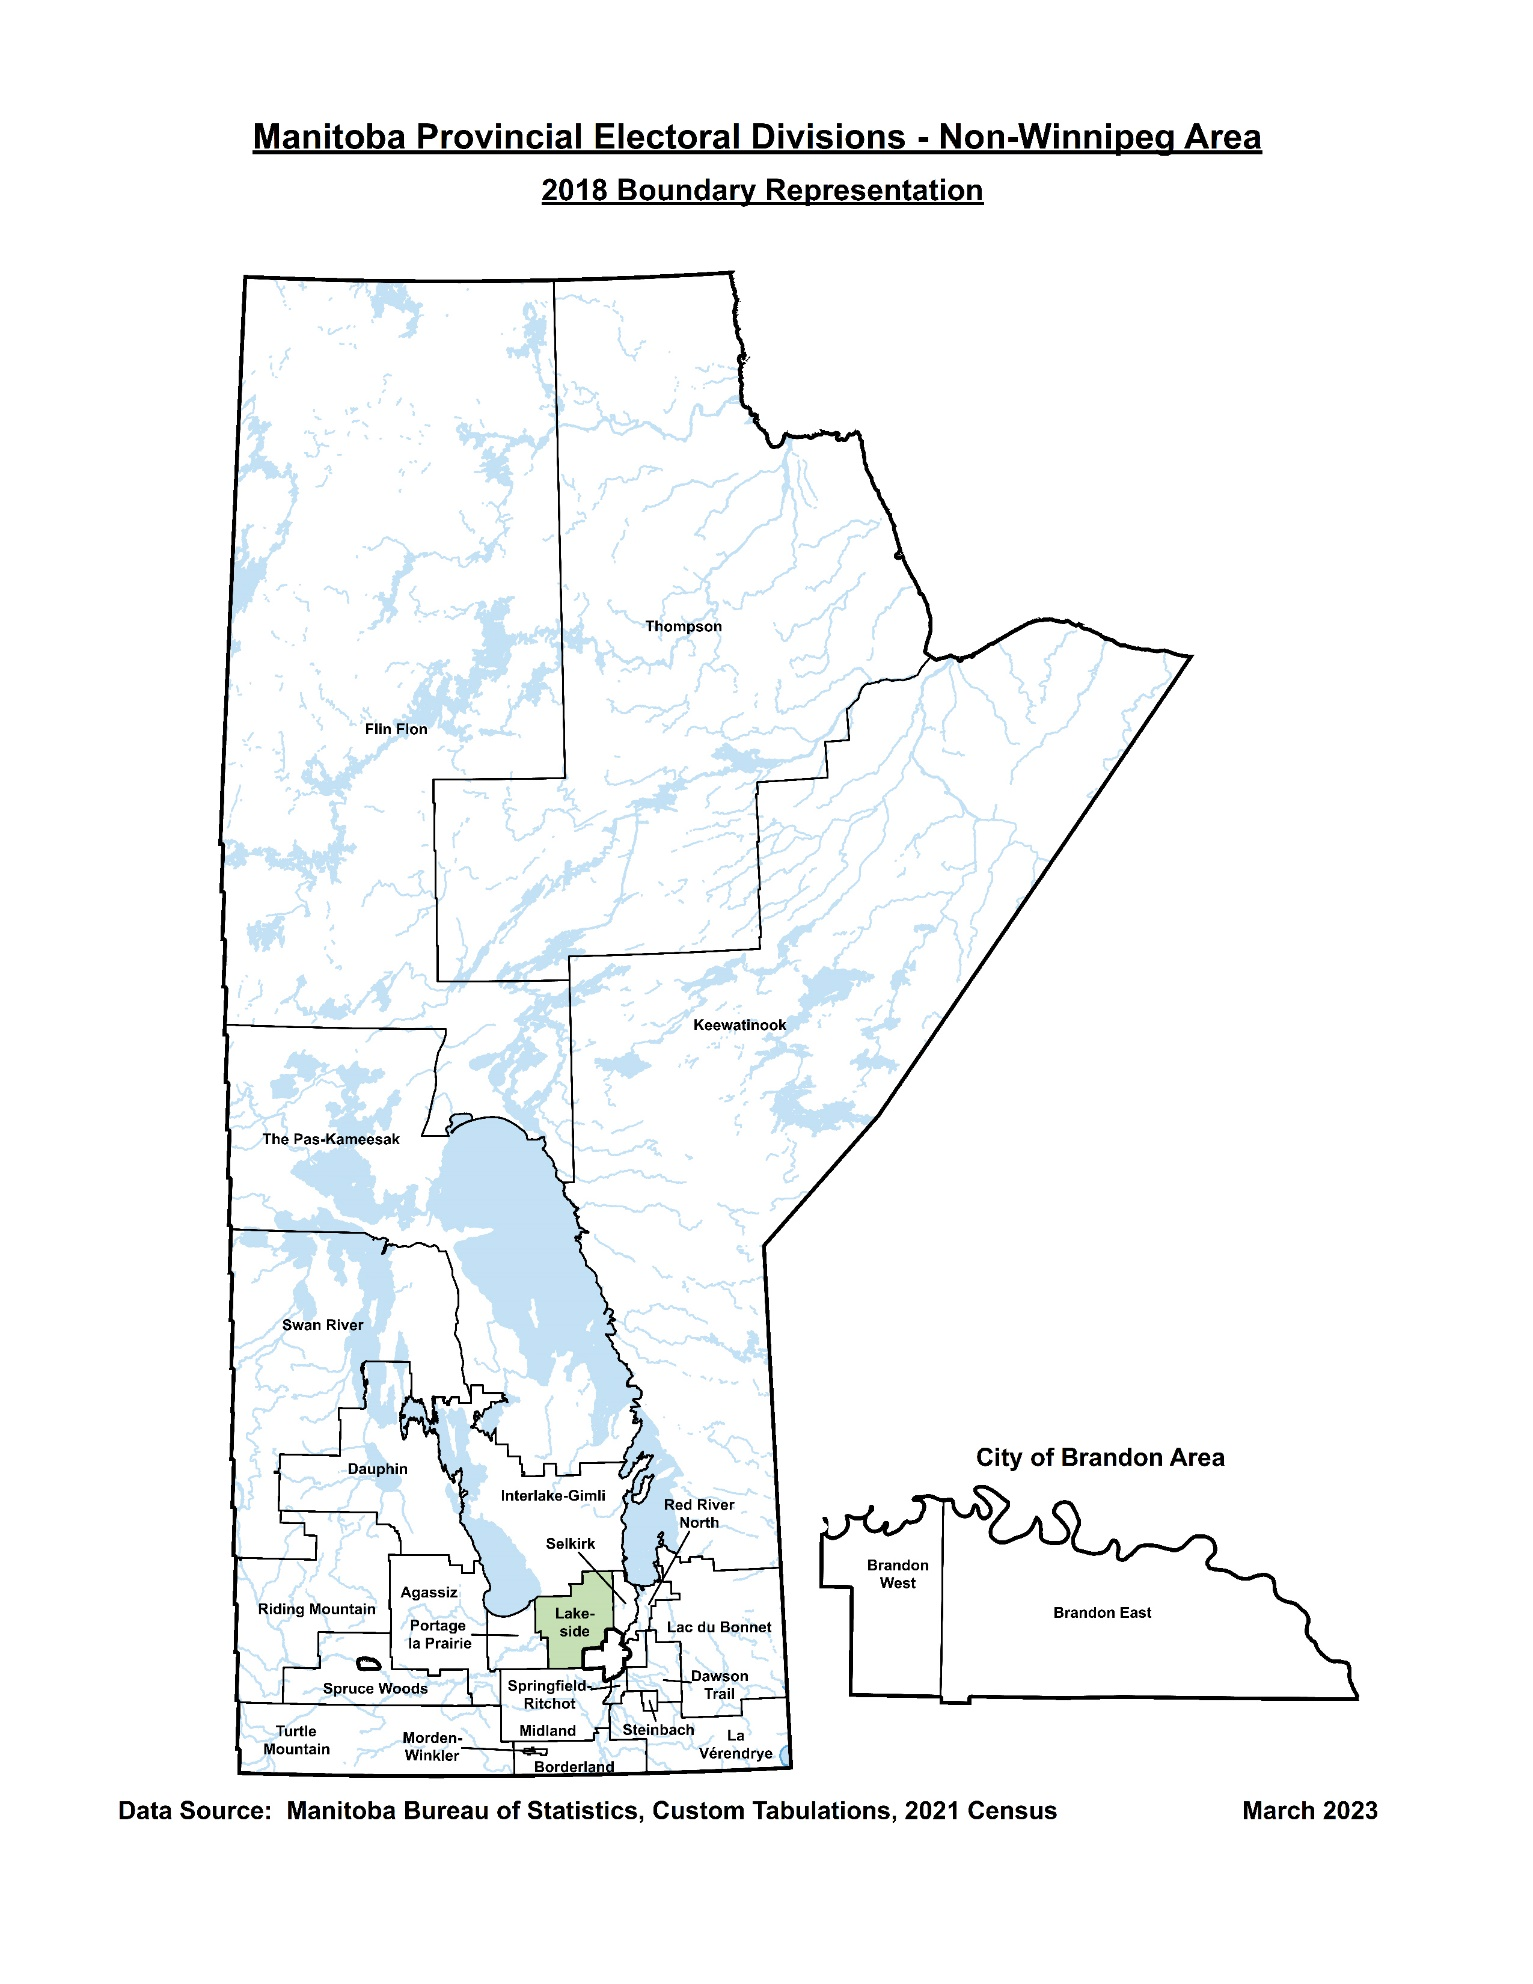 Manitoba Provincial Electoral Divisions - Non-Winnipeg Area
2018 Boundary Representation
Thompson
Flin Flon
Keewatinook
The Pas-Kameesak
Swan River
Dauphin
Interlake-Gimli
Red River
North
Selkirk
Agassiz
Riding Mountain
Portage
la Prairie
Lake-
side
Lac du Bonnet
Dawson
Trail
Springfield-
Ritchot
Spruce Woods
Turtle
Mountain
Morden-
Winkler
Midland
Steinbach
La
Vérendrye
Borderland
City of Brandon Area
Brandon
West
Brandon East
Data Source: Manitoba Bureau of Statistics, Custom Tabulations, 2021 Census
March 2023